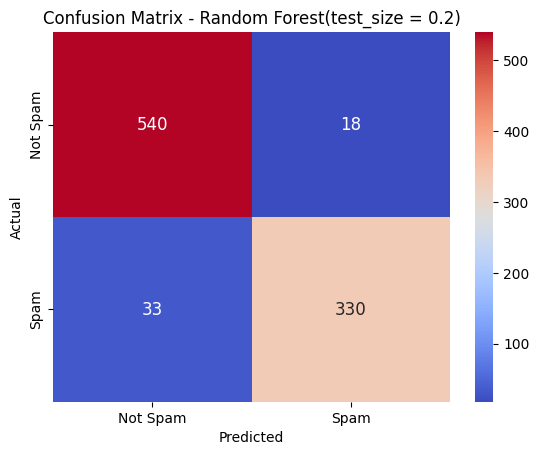 Confusion Matrix - Random Forest(test_size = 0.2)
Not Spam
540
18
Spam
33
330
Actual
Not Spam
Spam
Predicted
500
400
300
200
100